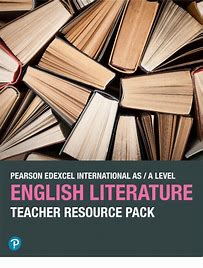 PEARSON EDEXCEL INTERNATIONAL AS / A LEVEL
ENGLISH LITERATURE
TEACHER RESOURCE PACK